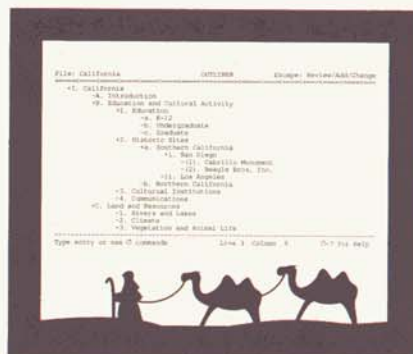 File: California OUTLINER Escape: Review/Add/Change
+I. California
-A. Introduction
+B. Education and Cultural Activity
+1. Education
-a. K-12
-b. Undergraduate
-c. Graduate
+2. Historic Sites
+a. Southern California
+i. San Diego
-(1). Cabrillo Monument
-(2). Beagle Bros, Inc.
-ii. Los Angeles
-b. Northern California
-3. Cultural Institutions
-4. Communications
+C. Land and Resources
-1. Rivers and Lakes
-2. Climate
-3. Vegetation and Animal Life
Type entry or use commands Line 3 Column for Help